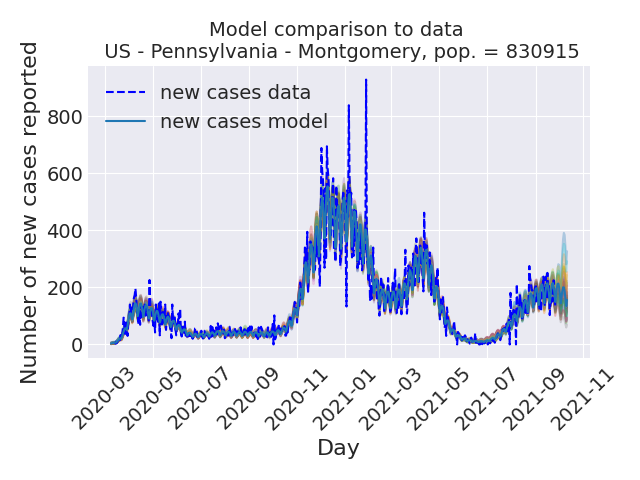 Model comparison to data
US - Pennsylvania - Montgomery, pop. = 830915
Number of new cases reported
800
600
400
200
0
new cases data
new cases model
2020-03
2020-05
2020-07
2020-09
2020-11
2021-01
2021-03
2021-05
2021-07
2021-09
2021-11
Day